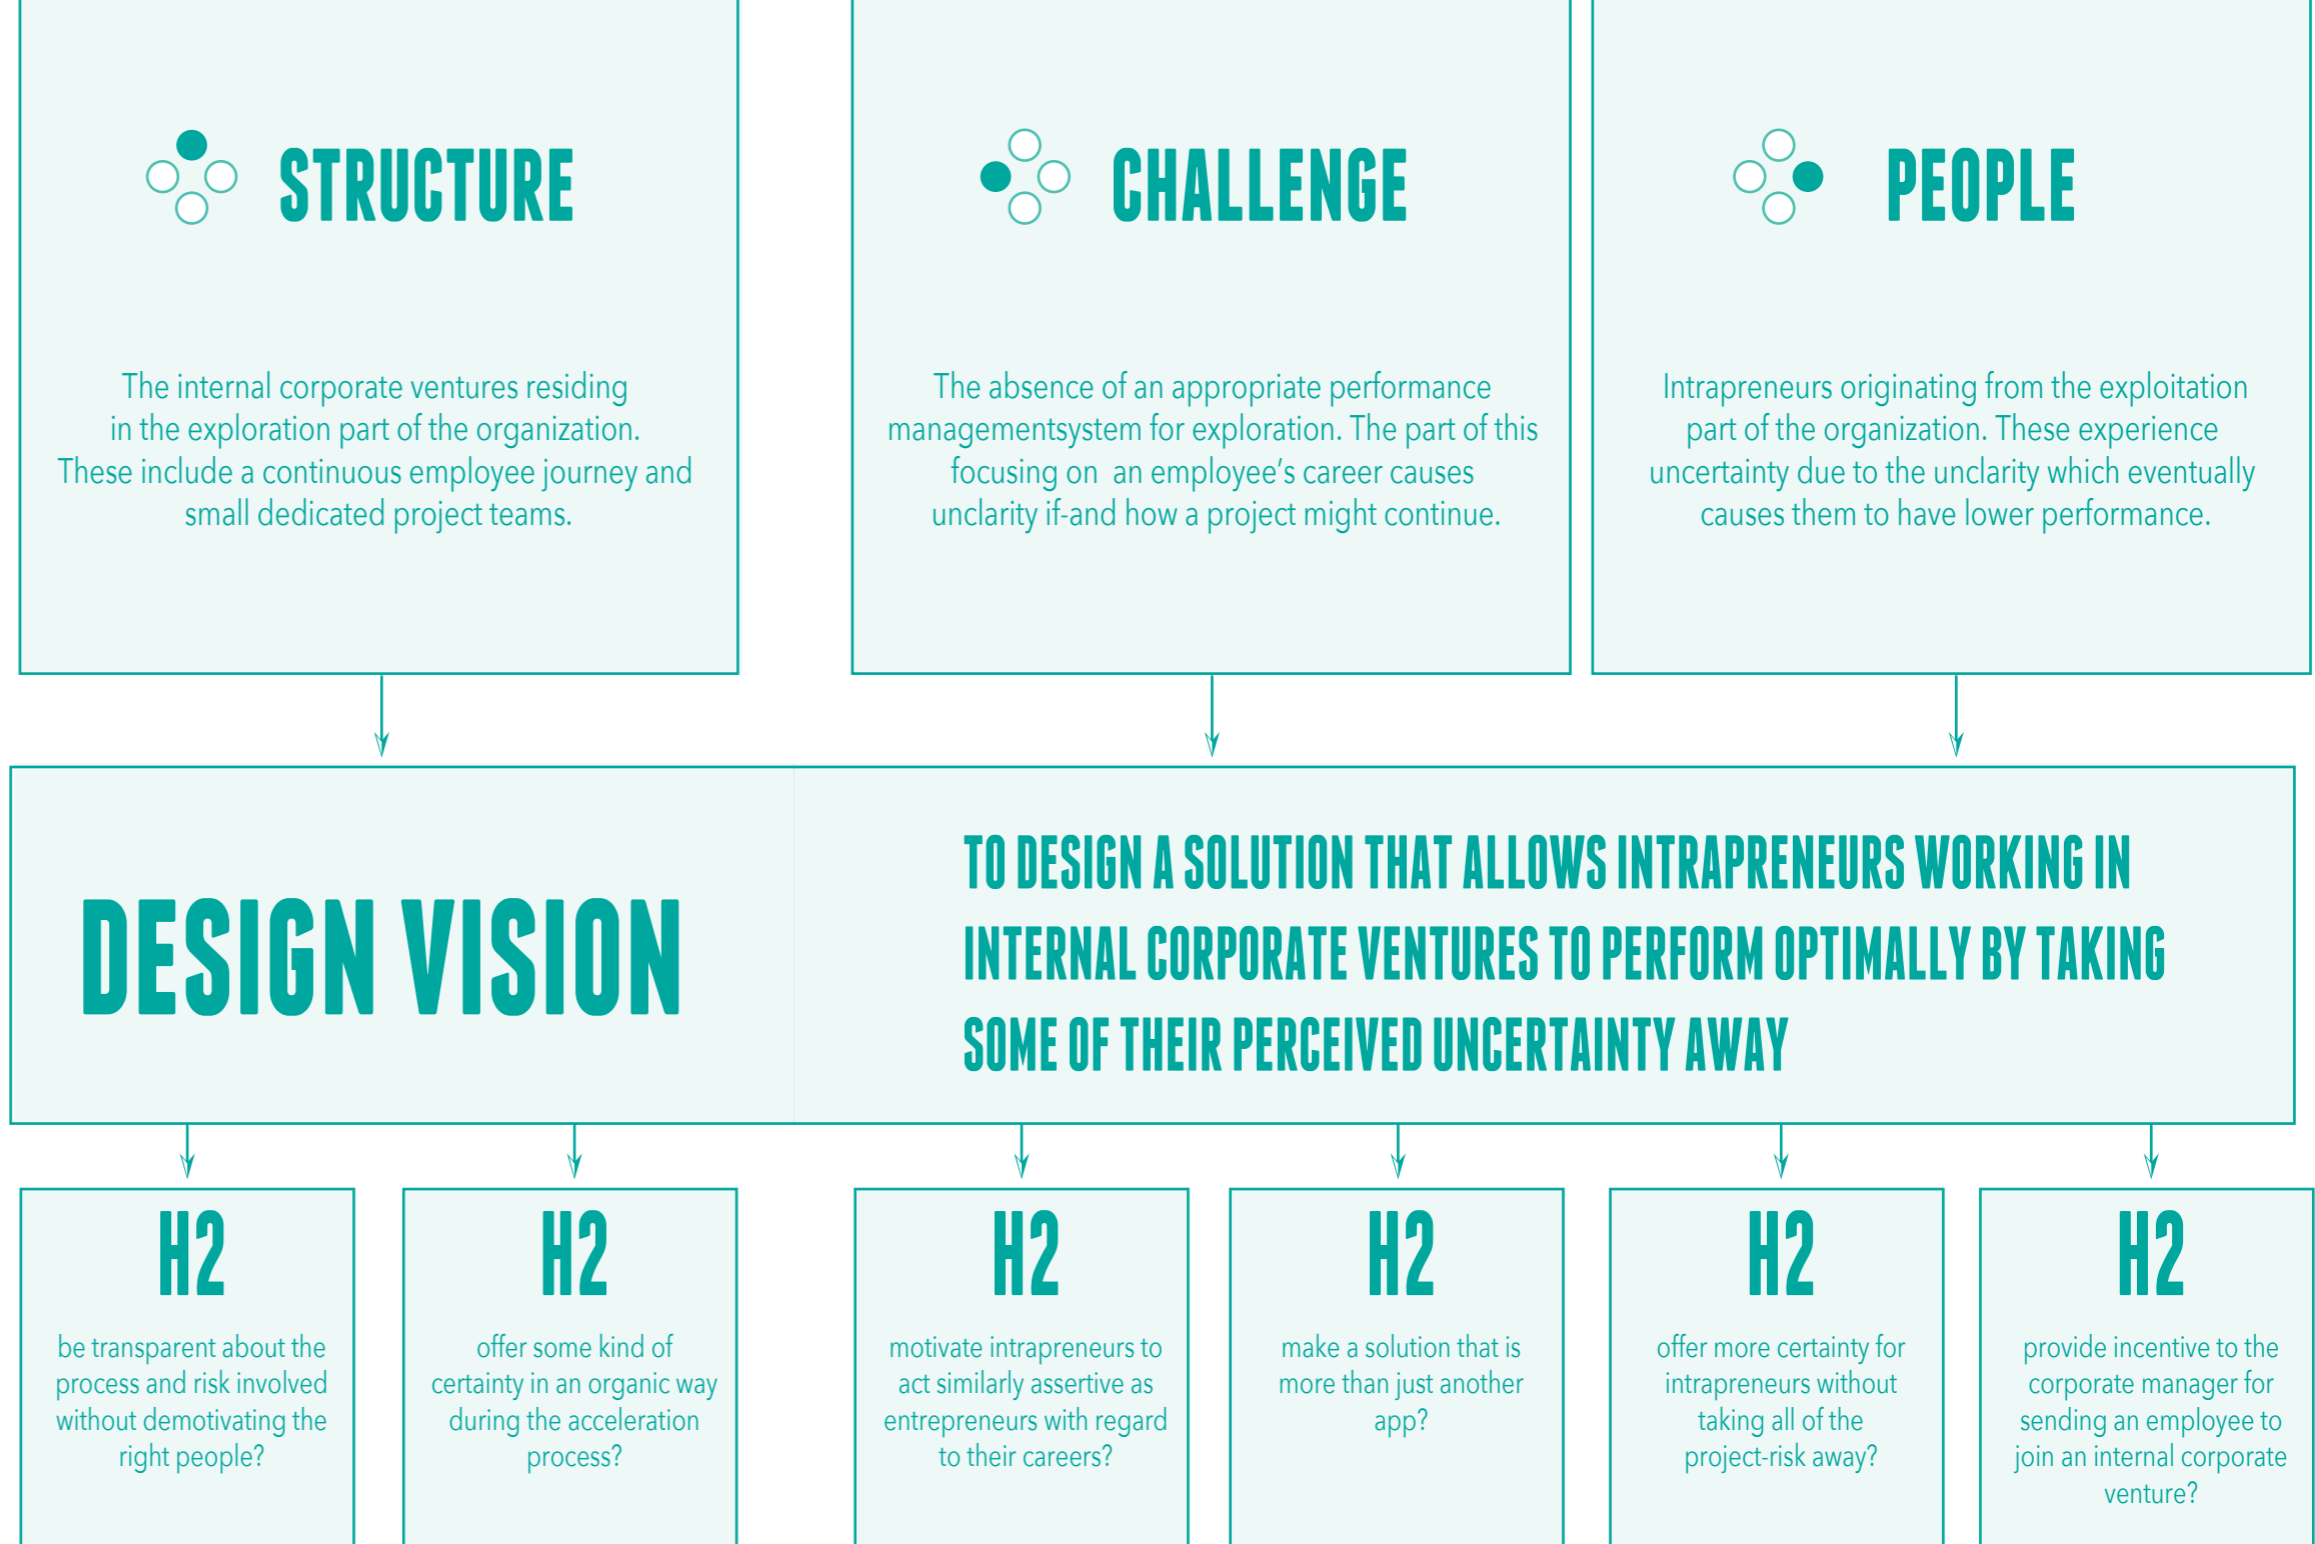 STRUCTURE
The internal corporate ventures residing
in the exploration part of the organization.
These include a continuous employee journey and
small dedicated project teams.
CHALLENGE
The absence of an appropriate performance
managementsystem for exploration. The part of this
focusing on  an employee’s career causes
unclarity if-and how a project might continue.
PEOPLE
Intrapreneurs originating from the exploitation
part of the organization. These experience
uncertainty due to the unclarity which eventually
causes them to have lower performance.
DESIGN VISION
TO DESIGN A SOLUTION THAT ALLOWS INTRAPRENEURS WORKING IN
INTERNAL CORPORATE VENTURES TO PERFORM OPTIMALLY BY TAKING
SOME OF THEIR PERCEIVED UNCERTAINTY AWAY
H2
be transparent about the
process and risk involved
without demotivating the
right people?
H2
offer some kind of
certainty in an organic way
during the acceleration
process?
H2
motivate intrapreneurs to
act similarly assertive as
entrepreneurs with regard
to their careers?
H2
make a solution that is
more than just another
app?
H2
offer more certainty for
intrapreneurs without
taking all of the
project-risk away?
H2
provide incentive to the
corporate manager for
sending an employee to
join an internal corporate
venture?